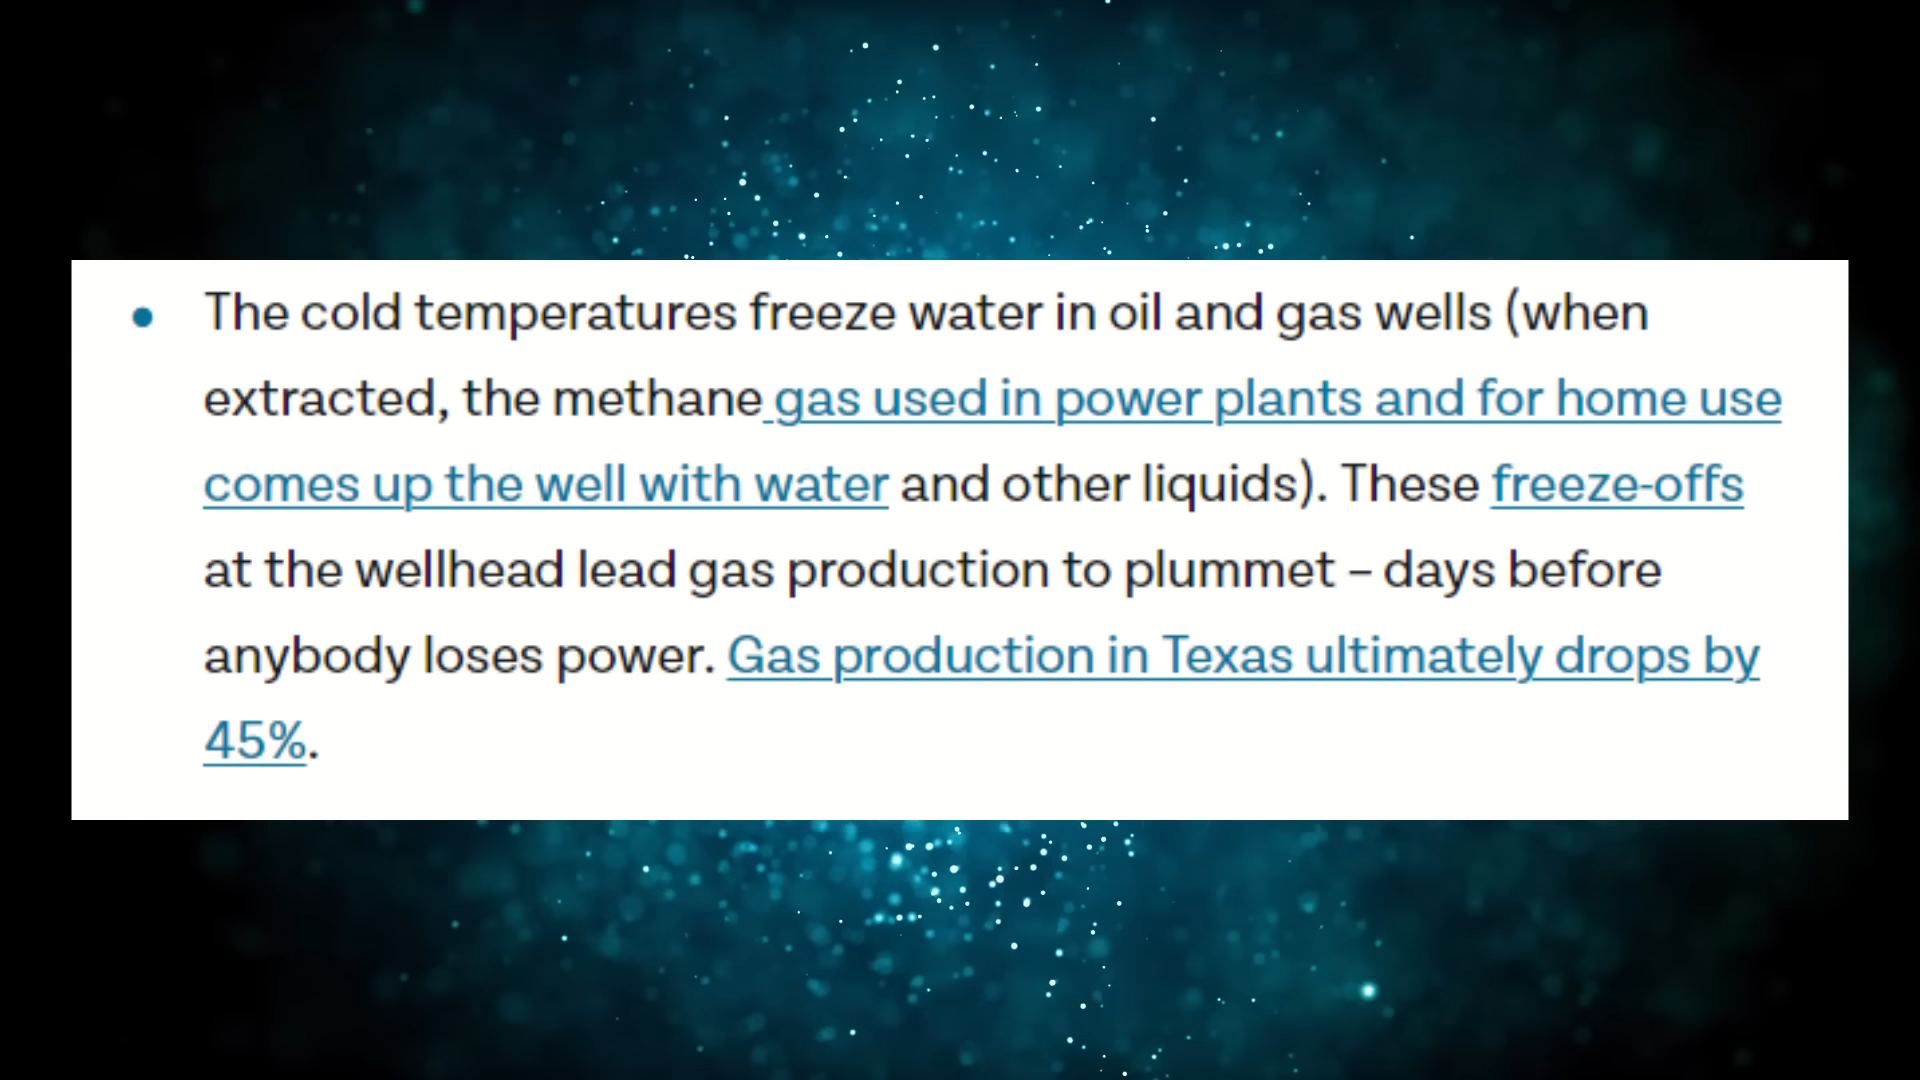 • The cold temperatures freeze water in oil and gas wells (when
extracted, the methane gas used in power plants and for home use
comes up the well with water and other liquids). These freeze-offs
at the wellhead lead gas production to plummet – days before
anybody loses power. Gas production in Texas ultimately drops by
45%.